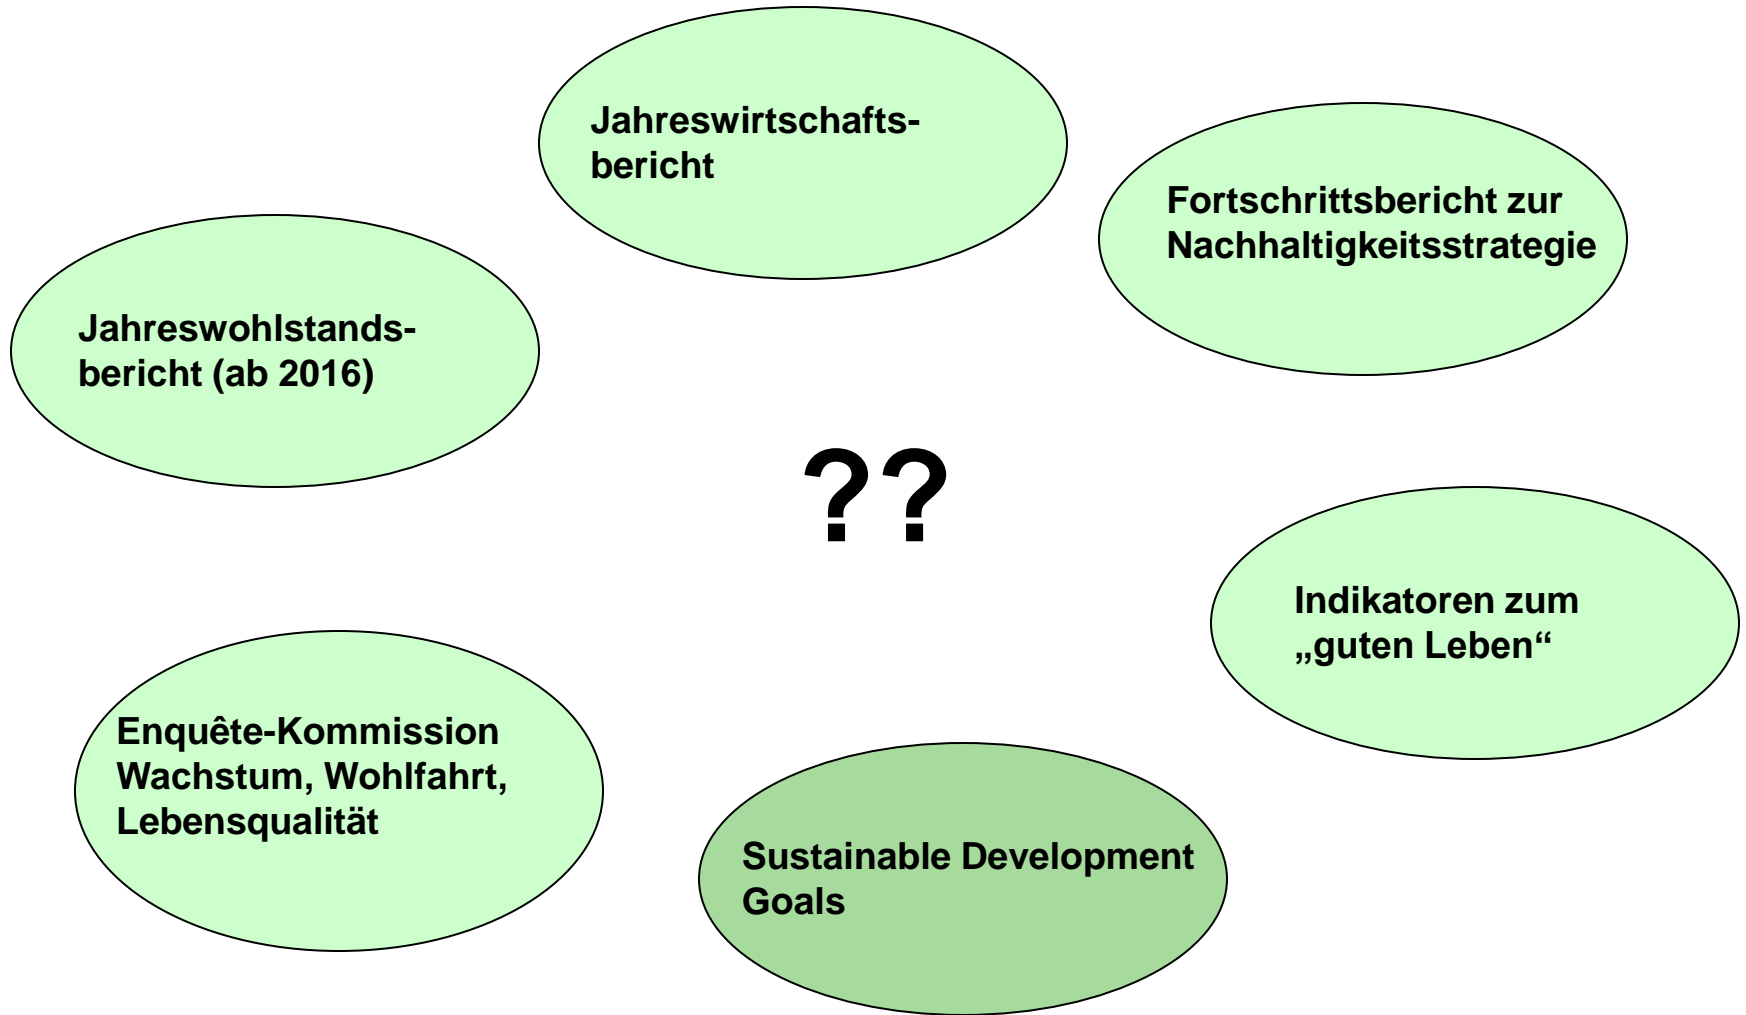 Jahreswirtschafts-
bericht
Fortschrittsbericht zur
Nachhaltigkeitsstrategie
Jahreswohlstands-
bericht (ab 2016)
??
Indikatoren zum
„guten Leben“
Enquête-Kommission
Wachstum, Wohlfahrt,
Lebensqualität
Sustainable Development
Goals